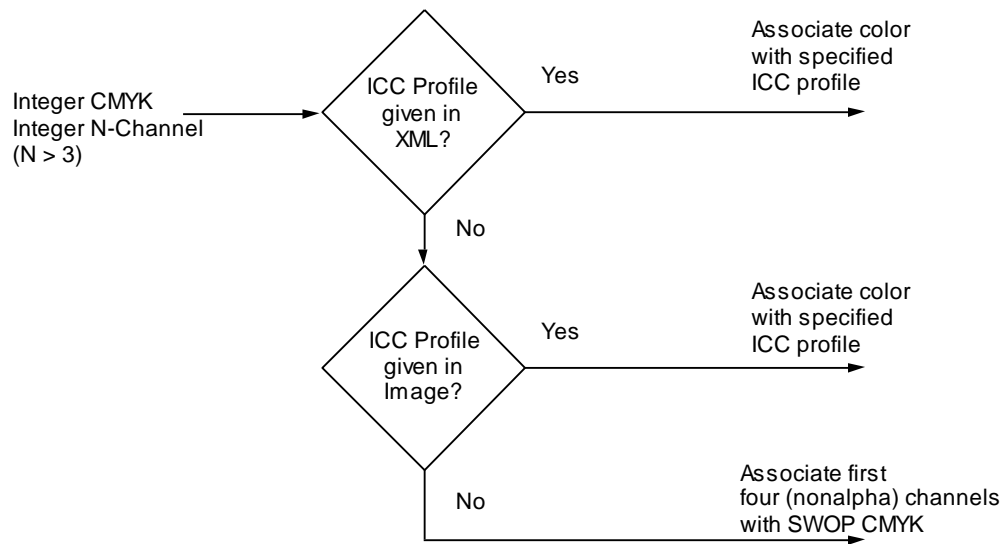 Integer CMYK
Integer N-Channel
(N > 3)
ICC Profile
given in
XML?
Yes
Associate color
with specified
ICC profile
No
ICC Profile
given in
Image?
Yes
Associate color
with specified
ICC profile
No
Associate first
four (nonalpha) channels
with SWOP CMYK